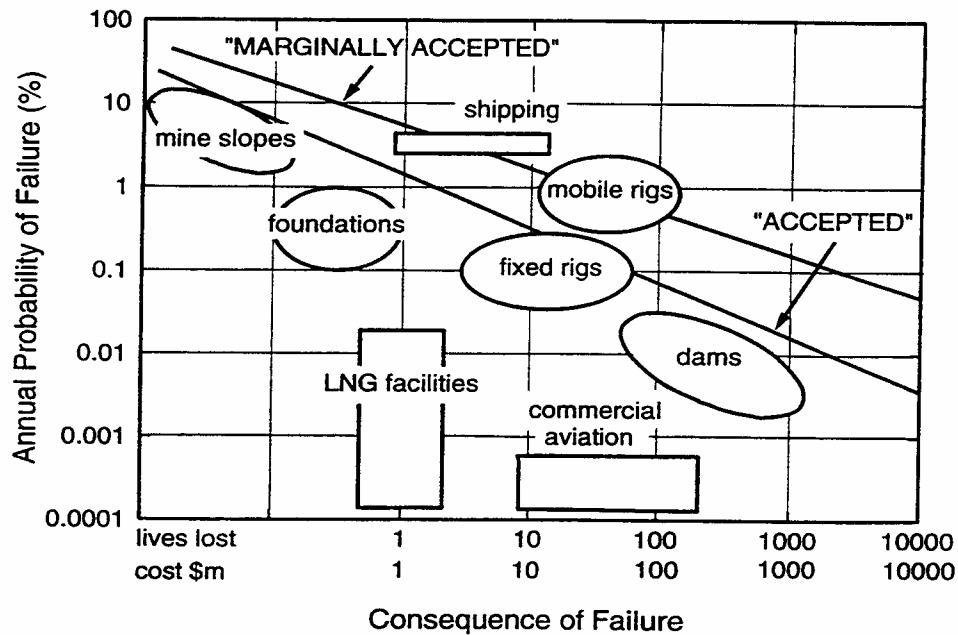 Annual Probability of Failure (%)
100
10
1
0.1
0.01
0.001
0.0001
"MARGINALLY ACCEPTED"
shipping
mine slopes
mobile rigs
"ACCEPTED"
foundations
fixed rigs
dams
LNG facilities
commercial
aviation
lives lost 1 10 100 1000 10000
cost $m 1 10 100 1000 10000
Consequence of Failure